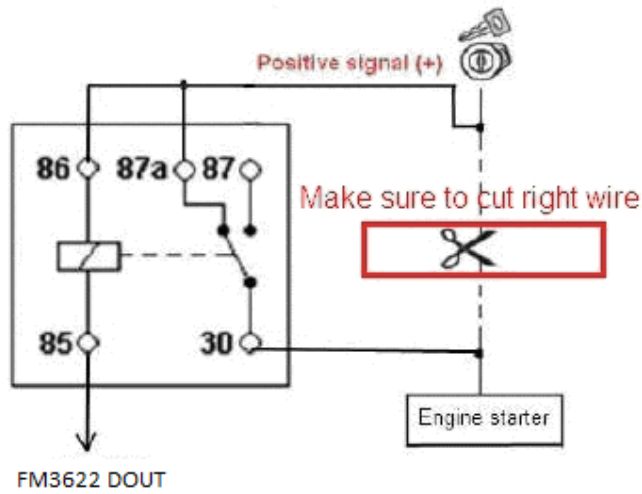 Positive signal (+)
86 87a 87
Make sure to cut right wire
85 30
Engine starter
FM3622 DOUT